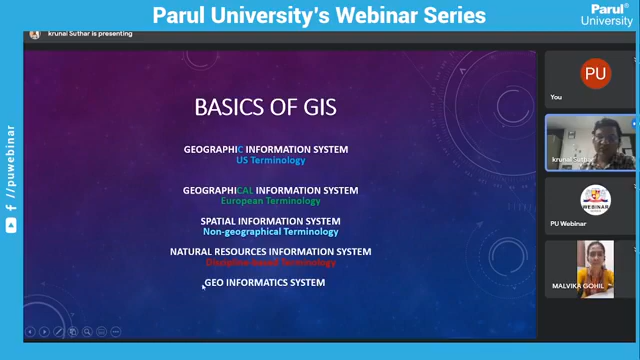 Parul University's Webinar Series
Parul®
University
krunal Suthar is presenting
BASICS OF GIS
GEOGRAPHIC INFORMATION SYSTEM
US Terminology
GEOGRAPHICAL INFORMATION SYSTEM
European Terminology
SPATIAL INFORMATION SYSTEM
Non-geographical Terminology
NATURAL RESOURCES INFORMATION SYSTEM
Discipline-based Terminology
GEO INFORMATICS SYSTEM
PU
You
krunal Suthar
WEBINAR
PU Webinar
MALVIKA GOHIL
//puwebinar